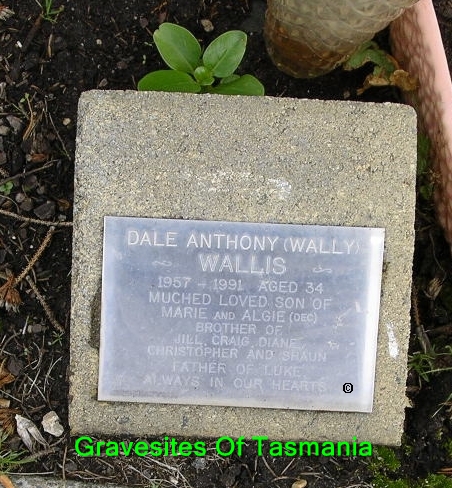 DALE ANTHONY (WALLY)
WALLIS
1957 - 1991 AGED 34
MUCHED LOVED SON OF
MARIE AND ALGIE (DEC)
BROTHER OF
JILL, CRAIG, DIANE,
CHRISTOPHER AND SHAUN
FATHER OF LUKE
ALWAYS IN OUR HEARTS
©
Gravesites Of Tasmania